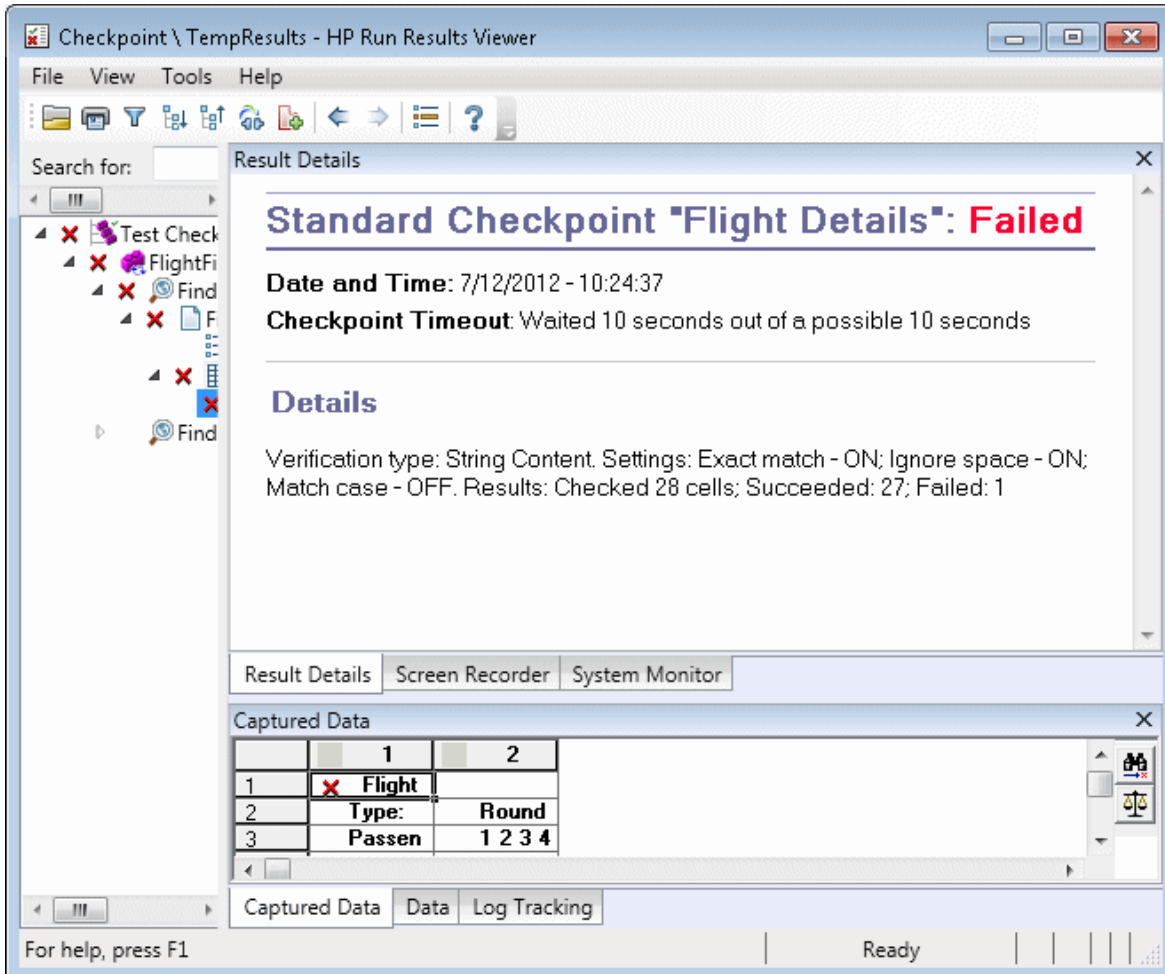 Checkpoint \ TempResults - HP Run Results Viewer
File View Tools Help
Search for:
Test Check
FlightFi
Find
F
Find
Result Details
Standard Checkpoint "Flight Details": Failed
Date and Time: 7/12/2012 - 10:24:37
Checkpoint Timeout: Waited 10 seconds out of a possible 10 seconds
Details
Verification type: String Content. Settings: Exact match - ON; Ignore space - ON;
Match case - OFF. Results: Checked 28 cells; Succeeded: 27; Failed: 1
Result Details Screen Recorder System Monitor
Captured Data
1 2
1 Flight
2 Type: Round
3 Passen 1 2 3 4
Captured Data Data Log Tracking
For help, press F1 Ready